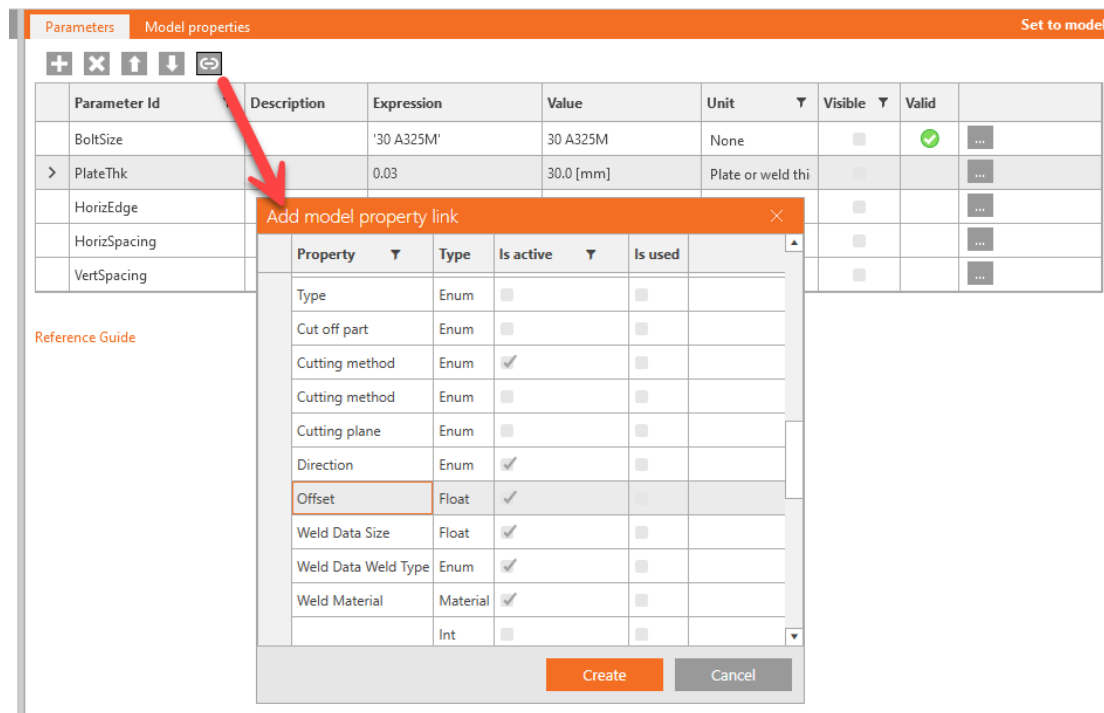 Parameters Model properties Set to model
Parameter Id Description Expression Value Unit Visible Valid
BoltSize '30 A325M' 30 A325M None ...
> PlateThk 0.03 30.0 [mm] Plate or weld thi ...
HorizEdge ...
Add model property link
HorizSpacing ...
Property Type Is active Is used
VertSpacing ...
Type Enum
Cut off part Enum
Reference Guide
Cutting method Enum
Cutting method Enum
Cutting plane Enum
Direction Enum
Offset Float
Weld Data Size Float
Weld Data Weld Type Enum
Weld Material Material
Int
Create Cancel